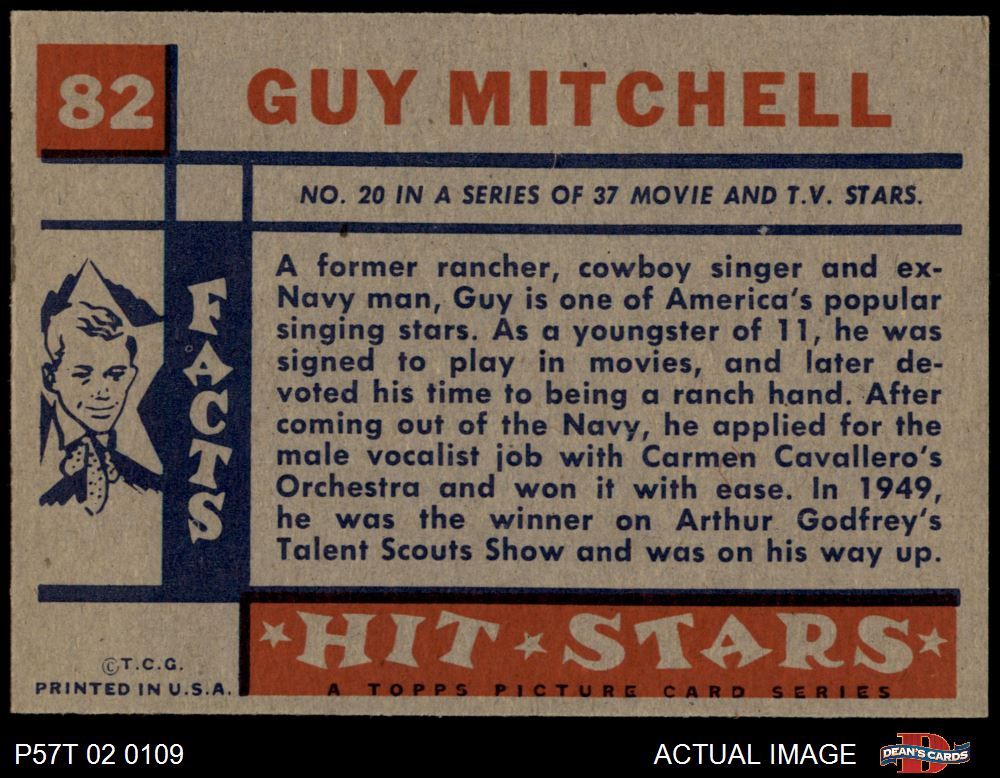 82
GUY MITCHELL
NO. 20 IN A SERIES OF 37 MOVIE AND T.V. STARS.
FACTS
A former rancher, cowboy singer and ex-
Navy man, Guy is one of America's popular
singing stars. As a youngster of 11, he was
signed to play in movies, and later de-
voted his time to being a ranch hand. After
coming out of the Navy, he applied for the
male vocalist job with Carmen Cavallero's
Orchestra and won it with ease. In 1949,
he was the winner on Arthur Godfrey's
Talent Scouts Show and was on his way up.
HIT STARS
A TOPPS PICTURE CARD SERIES
©T.C.G.
PRINTED IN U.S.A.
P57T 02 0109
ACTUAL IMAGE
D
DEAN'S CARDS